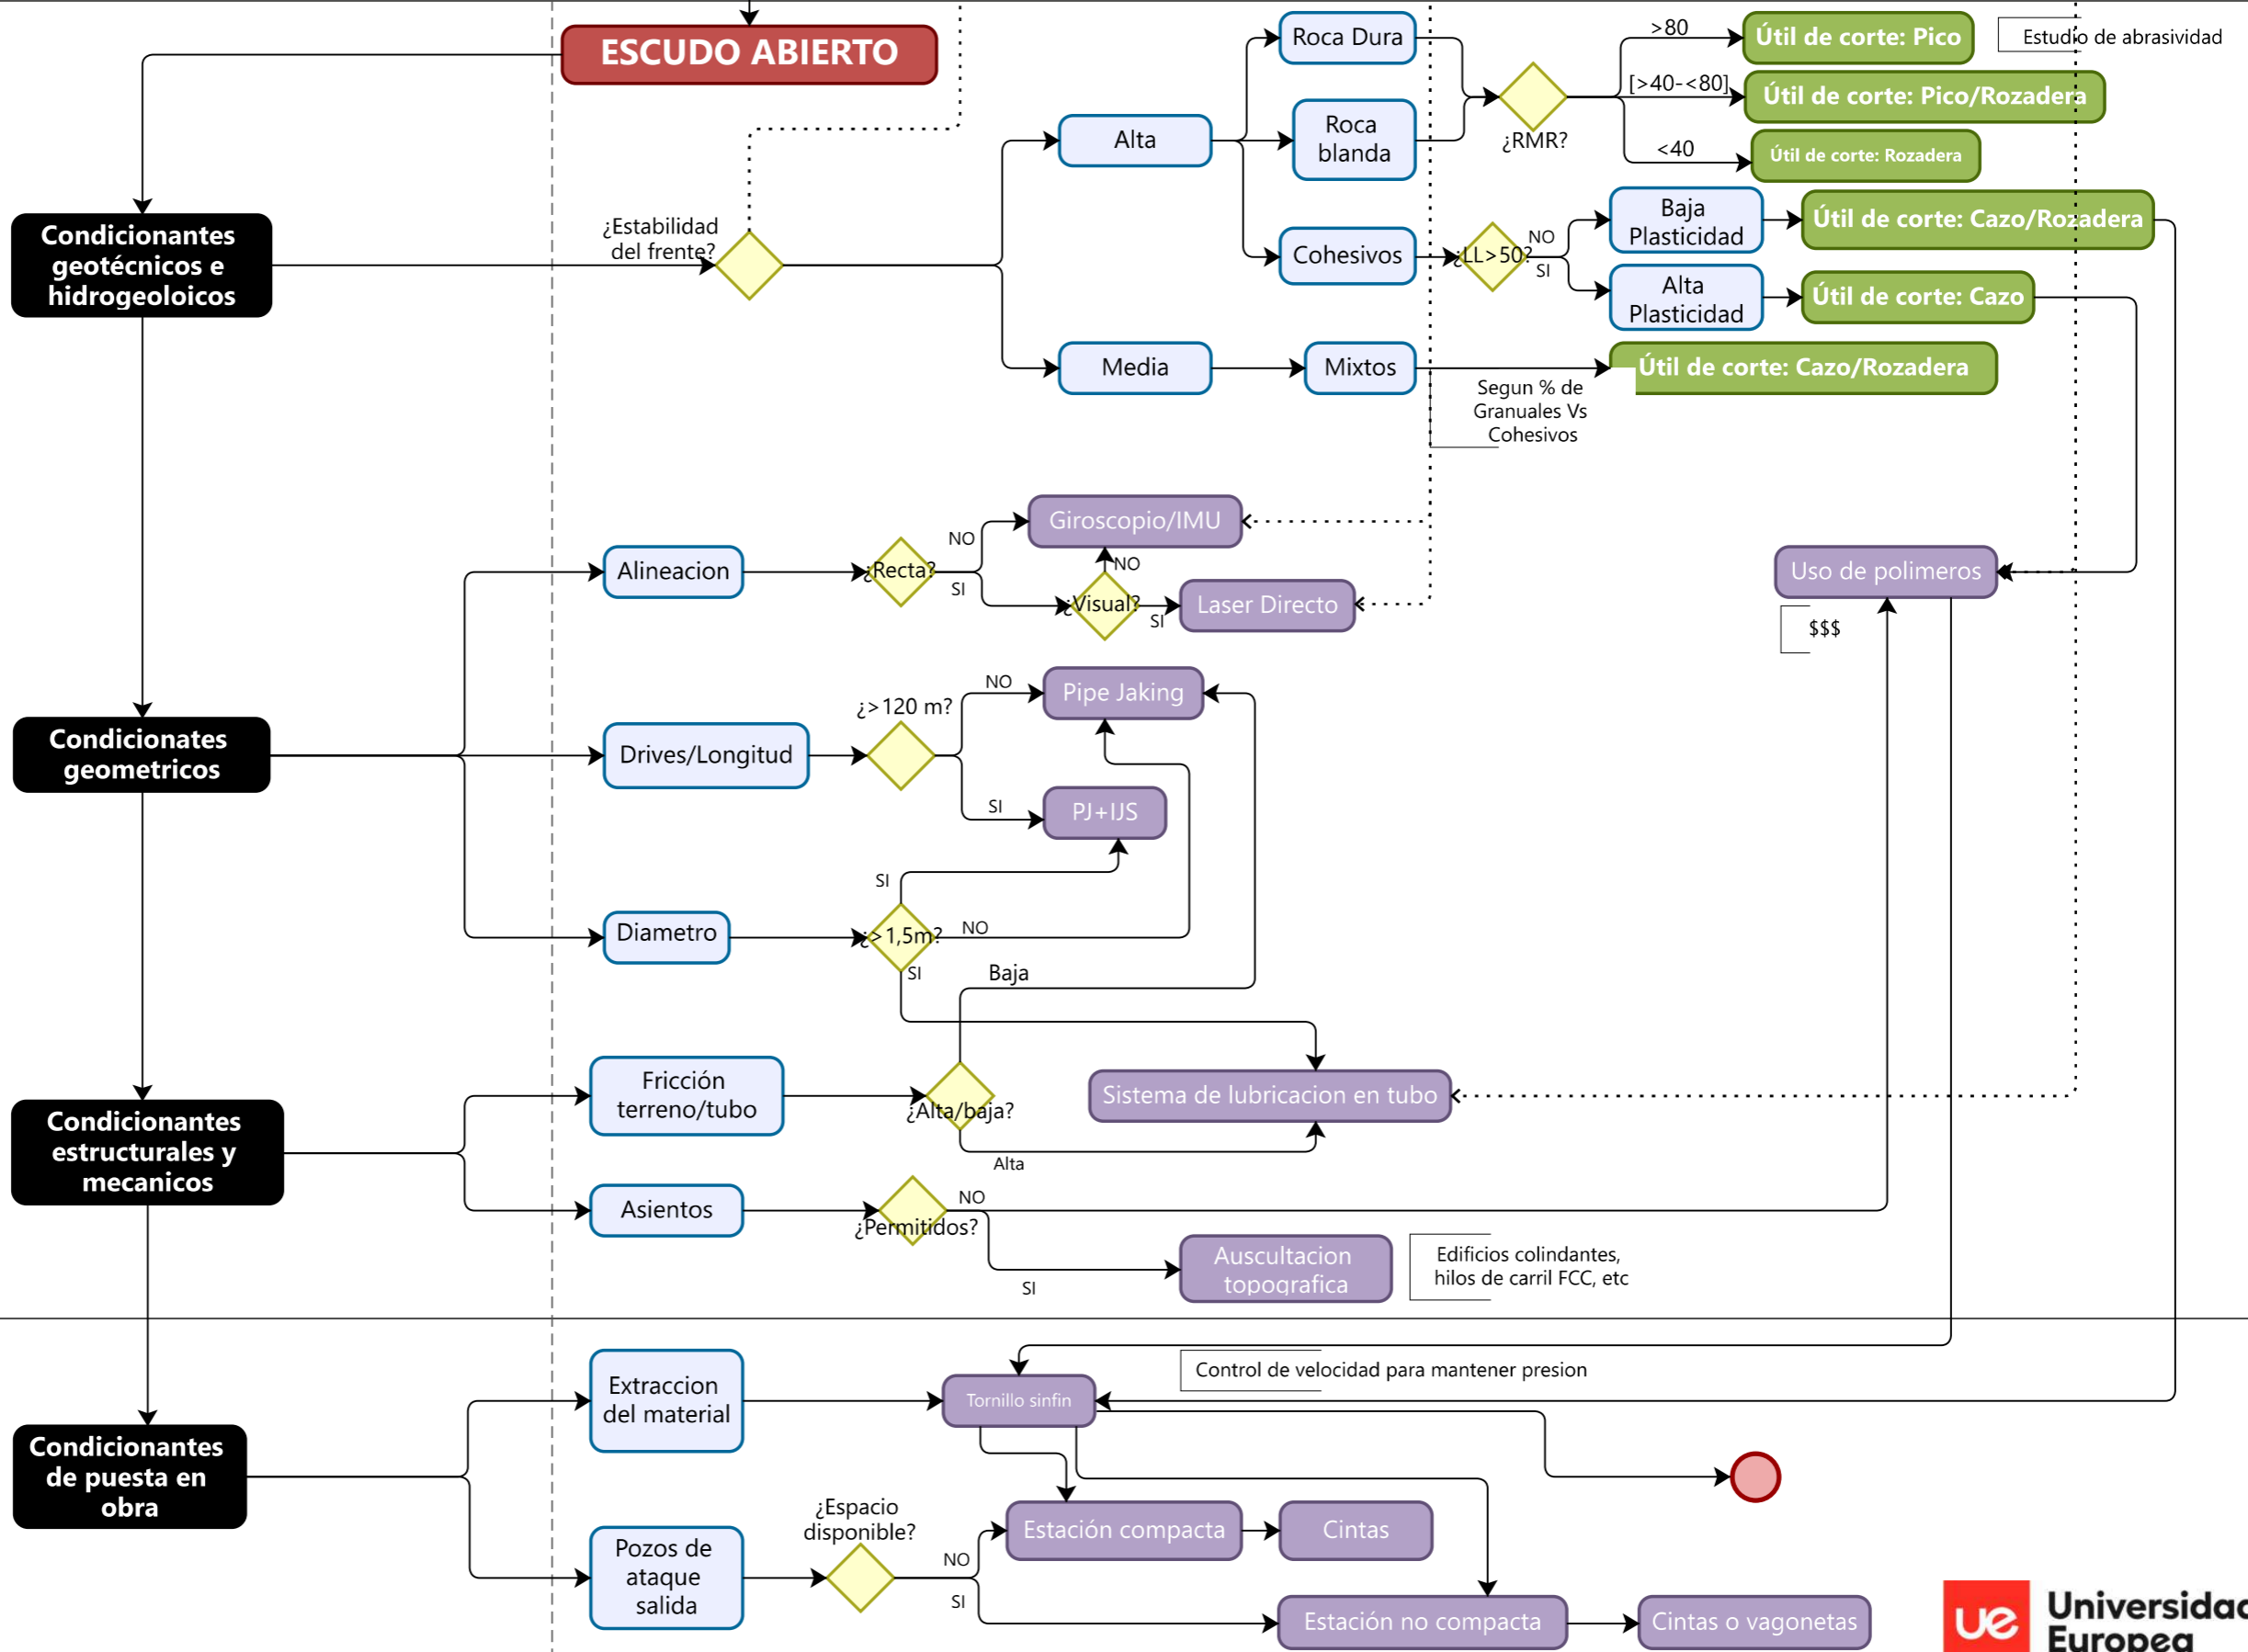 ESCUDO ABIERTO
Roca Dura
>80
Útil de corte: Pico
Estudio de abrasividad
[>40-<80]
Útil de corte: Pico/Rozadera
Alta
Roca
blanda
¿RMR?
<40
Útil de corte: Rozadera
Condicionantes
geotécnicos e
hidrogeoloicos
¿Estabilidad
del frente?
Cohesivos
¿LL>50?
NO
SI
Baja
Plasticidad
Útil de corte: Cazo/Rozadera
Alta
Plasticidad
Útil de corte: Cazo
Media
Mixtos
Útil de corte: Cazo/Rozadera
Segun % de
Granuales Vs
Cohesivos
Alineacion
¿Recta?
NO
SI
Giroscopio/IMU
NO
¿Visual?
SI
Laser Directo
Uso de polimeros
$$$
Condicionates
geometricos
Drives/Longitud
¿>120 m?
NO
Pipe Jaking
SI
PJ+IJS
Diametro
SI
¿>1,5m?
NO
SI
Baja
Condicionantes
estructurales y
mecanicos
Fricción
terreno/tubo
¿Alta/baja?
Alta
Sistema de lubricacion en tubo
Asientos
¿Permitidos?
NO
SI
Auscultacion
topografica
Edificios colindantes,
hilos de carril FCC, etc
Condicionantes
de puesta en
obra
Extraccion
del material
Tornillo sinfin
Control de velocidad para mantener presion
Pozos de
ataque
salida
¿Espacio
disponible?
NO
SI
Estación compacta
Cintas
Estación no compacta
Cintas o vagonetas
ue
Universidad
Europea